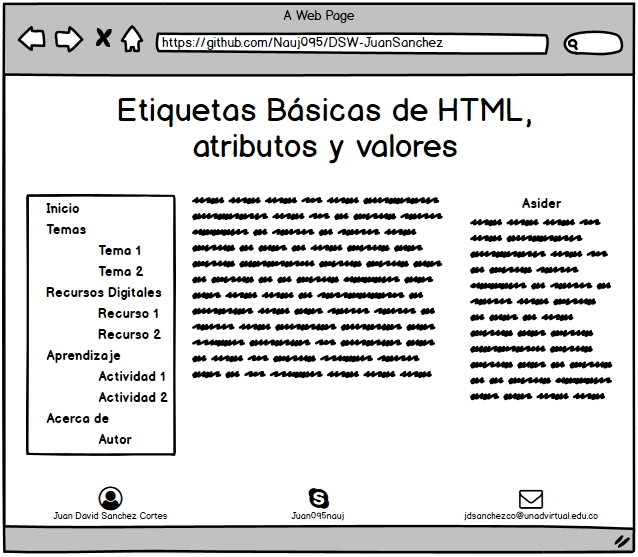 A Web Page
https://github.com/Nauj095/DSW-JuanSanchez
Etiquetas Básicas de HTML,
atributos y valores
Inicio
Temas
Tema 1
Tema 2
Recursos Digitales
Recurso 1
Recurso 2
Aprendizaje
Actividad 1
Actividad 2
Acerca de
Autor
Asider
Juan David Sanchez Cortes
Juan095nauj
jdsanchezco@unadvirtual.edu.co